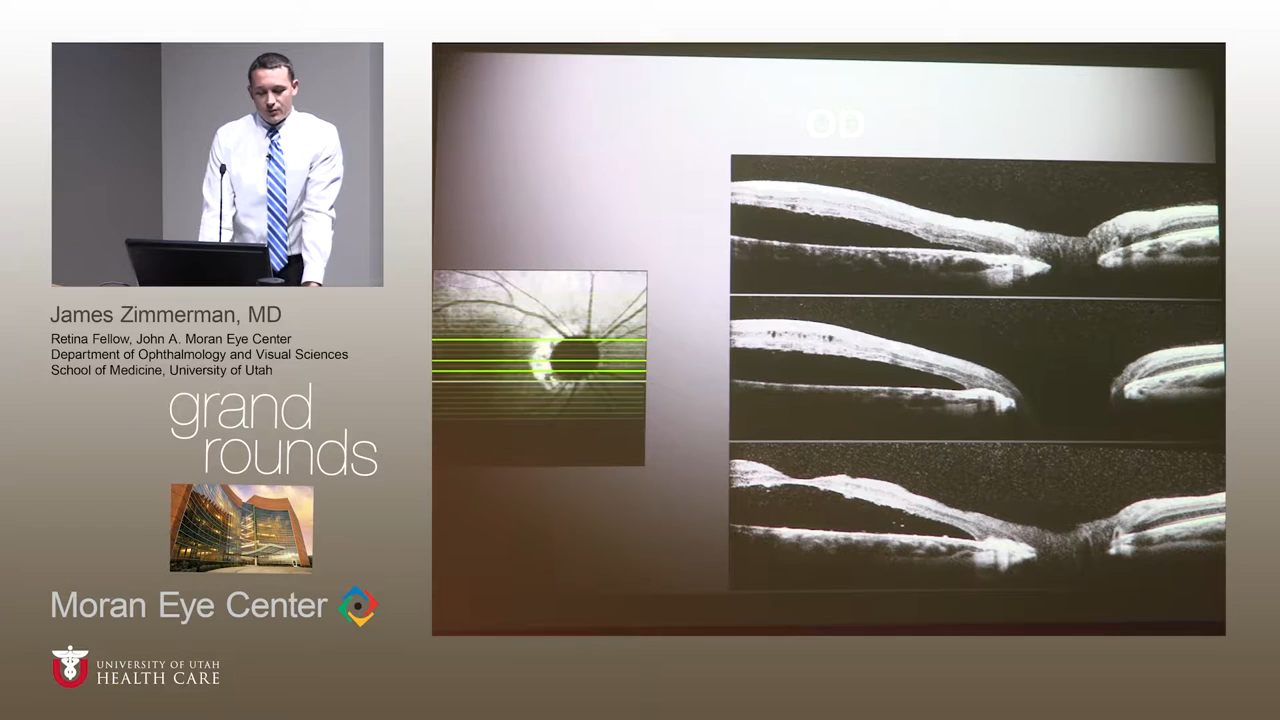 OD
James Zimmerman, MD
Retina Fellow, John A. Moran Eye Center
Department of Ophthalmology and Visual Sciences
School of Medicine, University of Utah
grand
rounds
Moran Eye Center
UNIVERSITY OF UTAH
HEALTH CARE